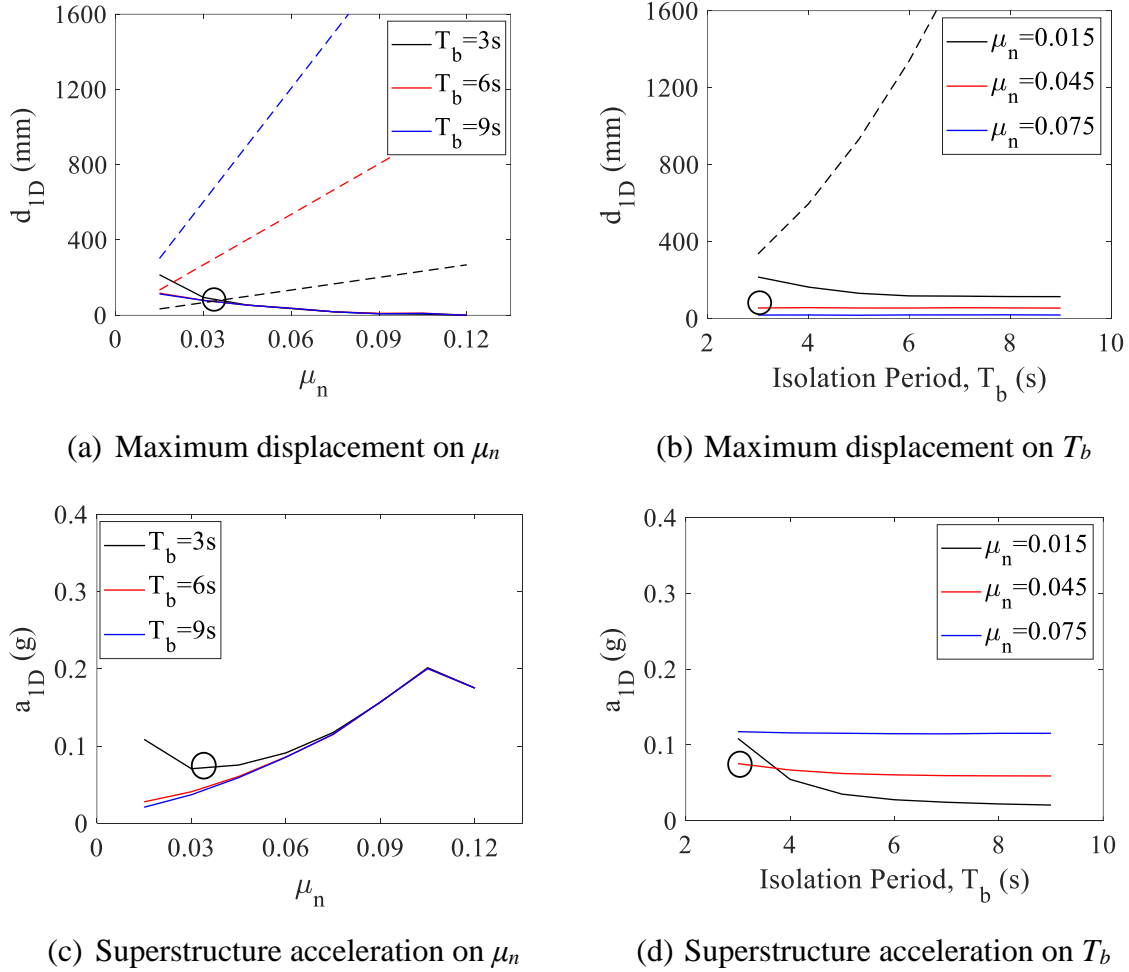 1600
1200
800
400
0
d1D (mm)
0 0.03 0.06 0.09 0.12
μn
Tb=3s
Tb=6s
Tb=9s
(a) Maximum displacement on μn
1600
1200
800
400
0
d1D (mm)
2 4 6 8 10
Isolation Period, Tb (s)
μn=0.015
μn=0.045
μn=0.075
(b) Maximum displacement on Tb
0.4
0.3
0.2
0.1
0
a1D (g)
0 0.03 0.06 0.09 0.12
μn
Tb=3s
Tb=6s
Tb=9s
(c) Superstructure acceleration on μn
0.4
0.3
0.2
0.1
0
a1D (g)
2 4 6 8 10
Isolation Period, Tb (s)
μn=0.015
μn=0.045
μn=0.075
(d) Superstructure acceleration on Tb